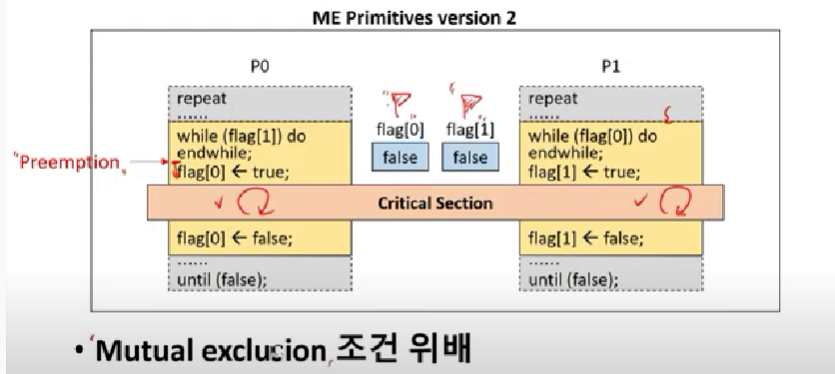 ME Primitives version 2
P0
P1
repeat
......
while (flag[1]) do
endwhile;
flag[0] ← true;
flag[0]
flag[1]
false
false
repeat
......
while (flag[0]) do
endwhile;
flag[1] ← true;
Preemption
Critical Section
flag[0] ← false;
......
until (false);
flag[1] ← false;
......
until (false);
• Mutual exclusion 조건 위배